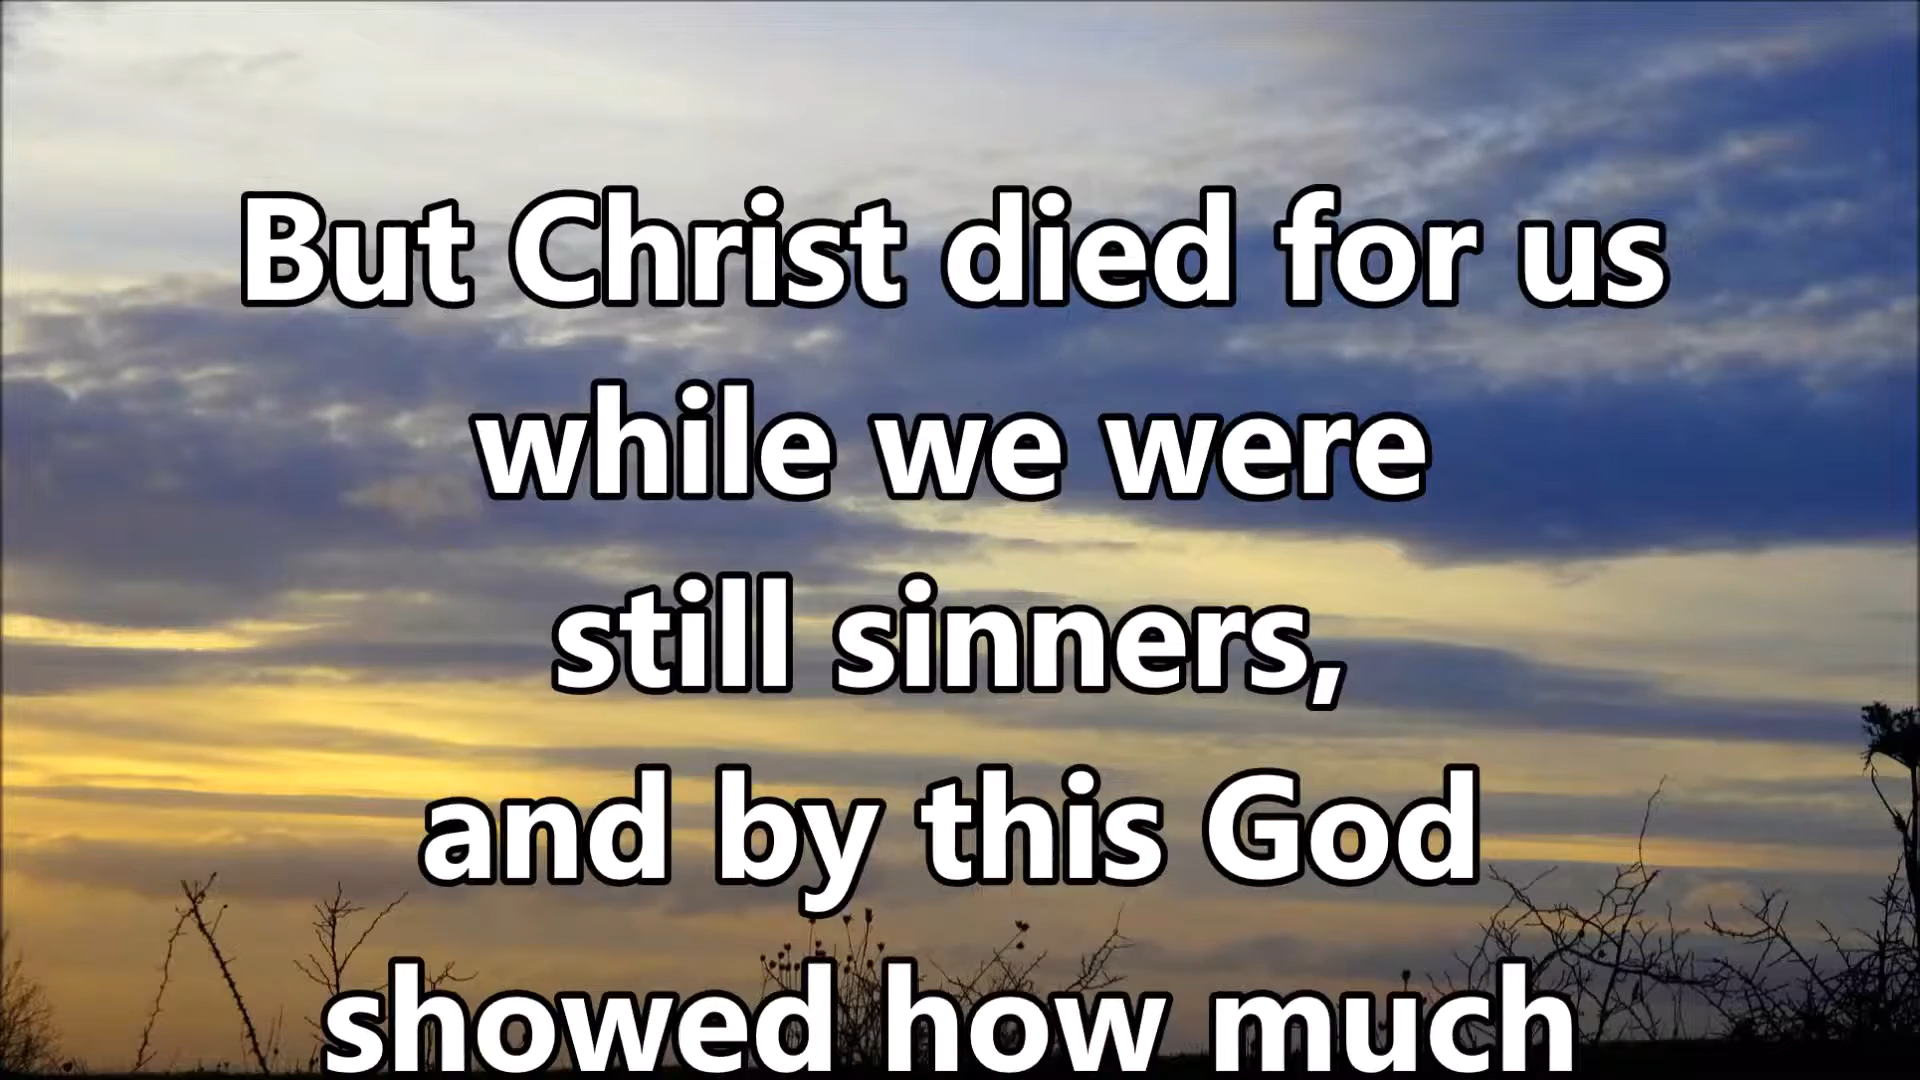 But Christ died for us
while we were
still sinners,
and by this God
showed how much